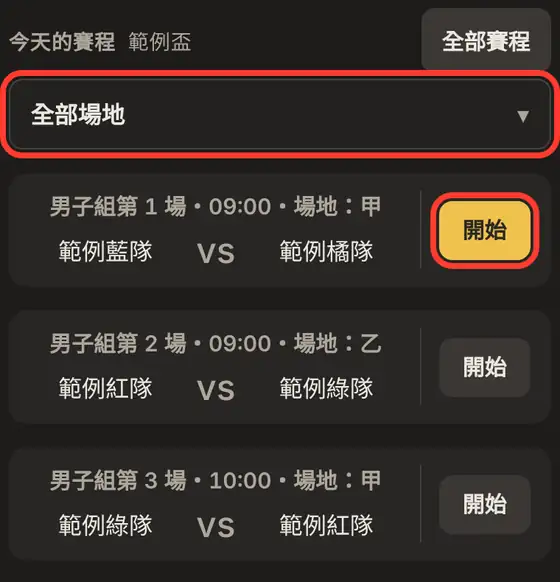 今天的賽程 範例盃
全部賽程
全部場地 ▼
男子組第 1 場・09:00・場地：甲
範例藍隊 VS 範例橘隊
開始
男子組第 2 場・09:00・場地：乙
範例紅隊 VS 範例綠隊
開始
男子組第 3 場・10:00・場地：甲
範例綠隊 VS 範例紅隊
開始